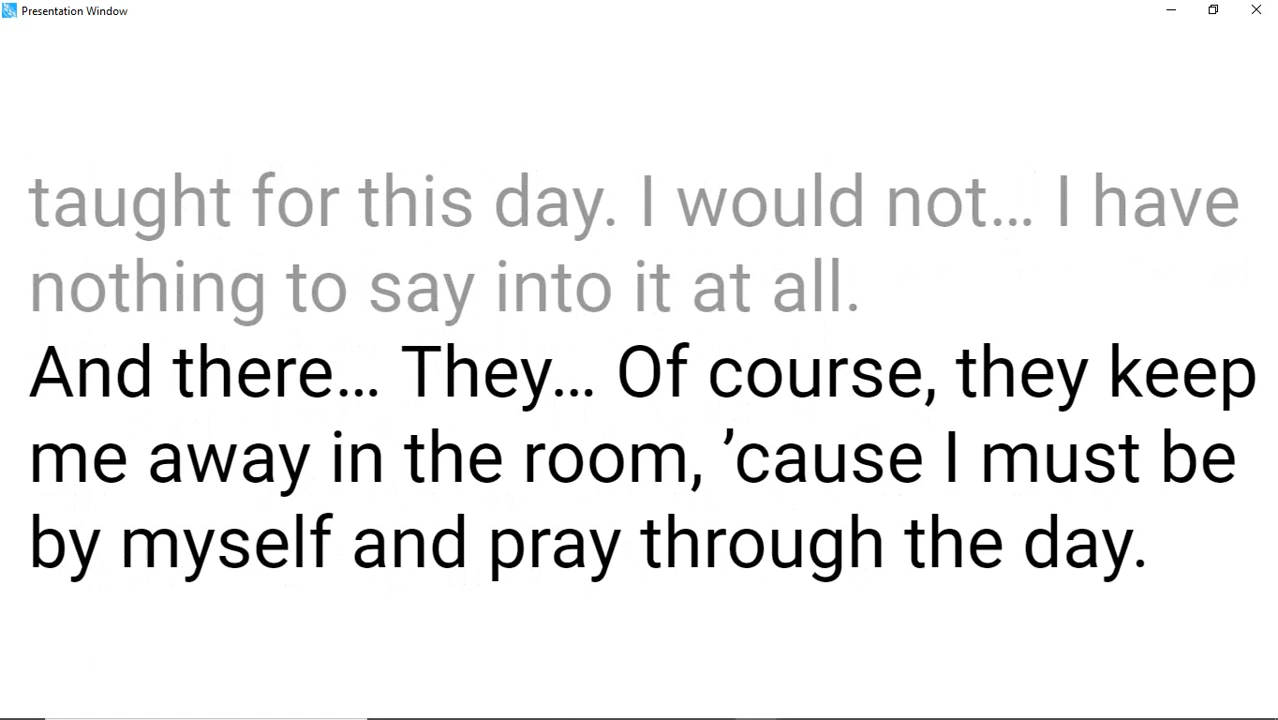 Presentation Window
taught for this day. I would not… I have
nothing to say into it at all.
And there… They… Of course, they keep
me away in the room, ’cause I must be
by myself and pray through the day.